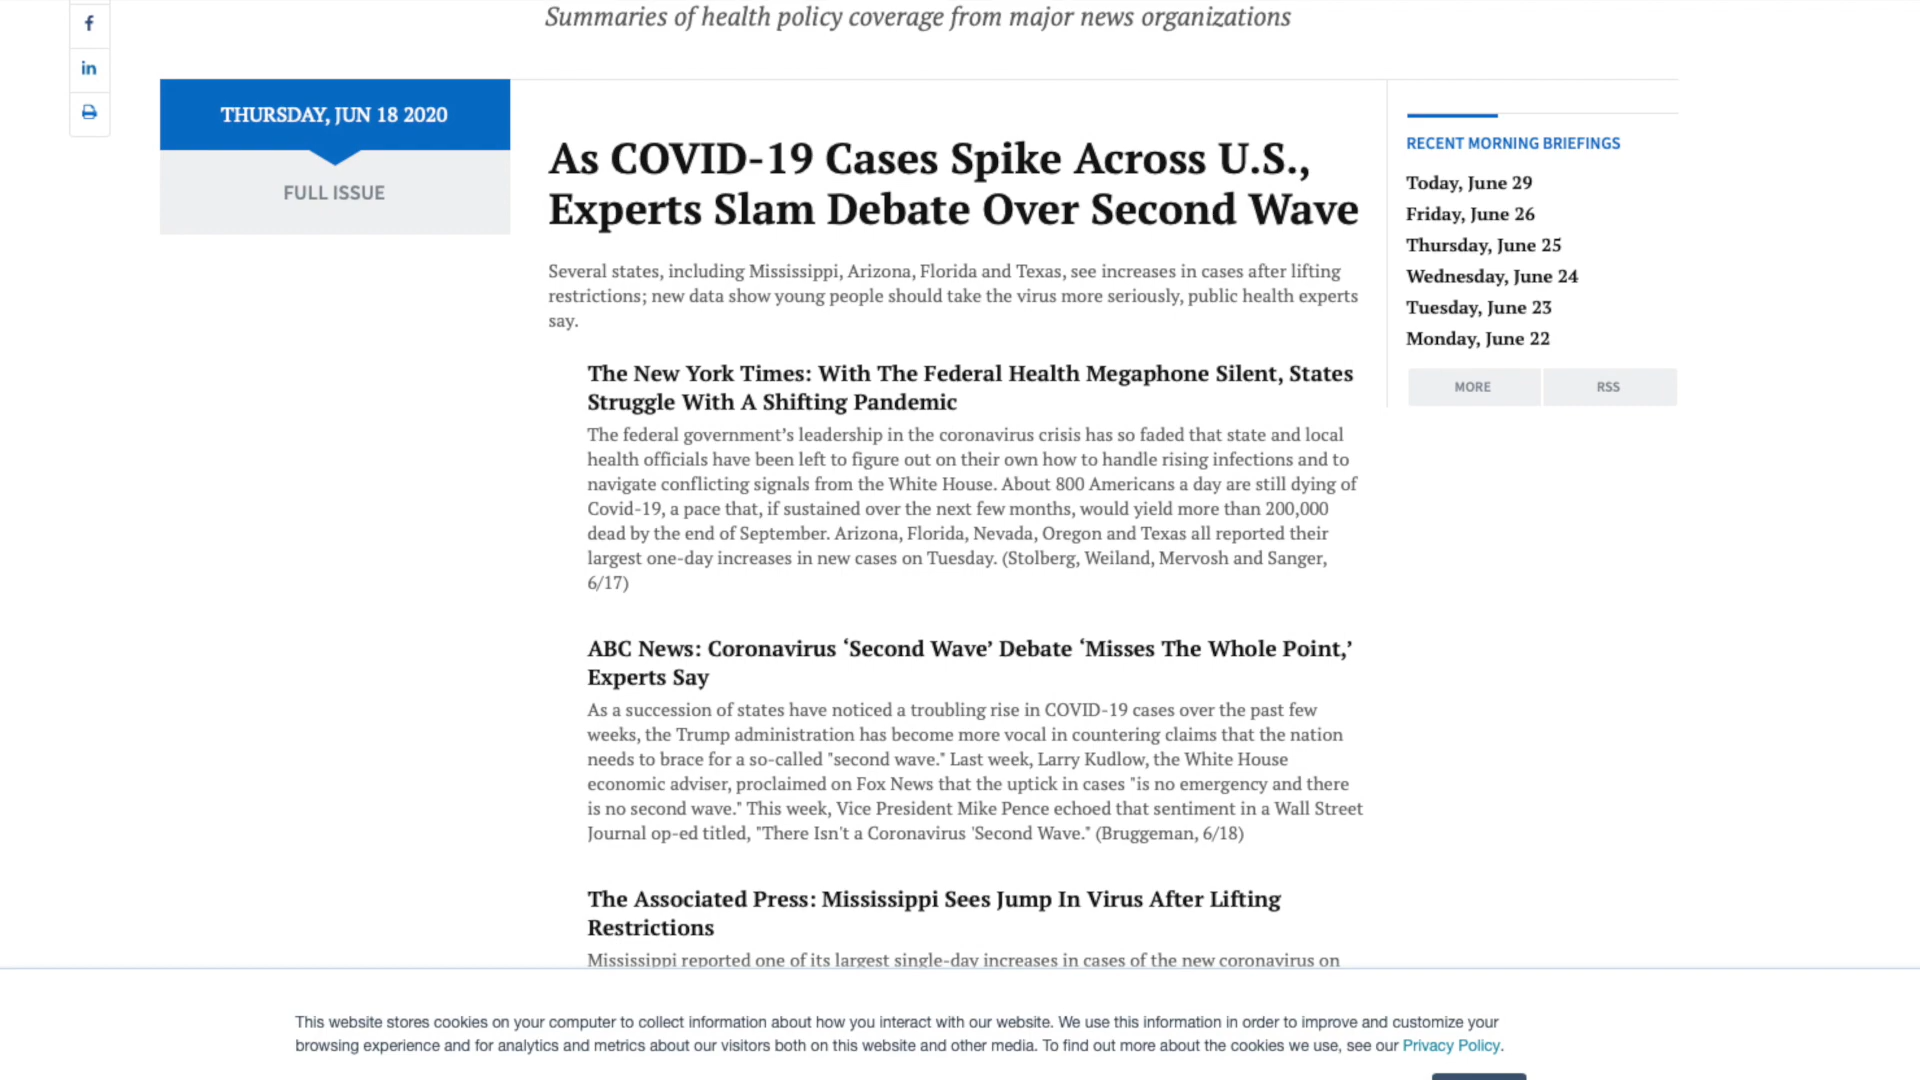 Summaries of health policy coverage from major news organizations
THURSDAY, JUN 18 2020
FULL ISSUE
As COVID-19 Cases Spike Across U.S.,
Experts Slam Debate Over Second Wave
Several states, including Mississippi, Arizona, Florida and Texas, see increases in cases after lifting
restrictions; new data show young people should take the virus more seriously, public health experts
say.
The New York Times: With The Federal Health Megaphone Silent, States
Struggle With A Shifting Pandemic
The federal government’s leadership in the coronavirus crisis has so faded that state and local
health officials have been left to figure out on their own how to handle rising infections and to
navigate conflicting signals from the White House. About 800 Americans a day are still dying of
Covid-19, a pace that, if sustained over the next few months, would yield more than 200,000
dead by the end of September. Arizona, Florida, Nevada, Oregon and Texas all reported their
largest one-day increases in new cases on Tuesday. (Stolberg, Weiland, Mervosh and Sanger,
6/17)
ABC News: Coronavirus ‘Second Wave’ Debate ‘Misses The Whole Point,’
Experts Say
As a succession of states have noticed a troubling rise in COVID-19 cases over the past few
weeks, the Trump administration has become more vocal in countering claims that the nation
needs to brace for a so-called "second wave." Last week, Larry Kudlow, the White House
economic adviser, proclaimed on Fox News that the uptick in cases "is no emergency and there
is no second wave." This week, Vice President Mike Pence echoed that sentiment in a Wall Street
Journal op-ed titled, "There Isn't a Coronavirus 'Second Wave." (Bruggeman, 6/18)
The Associated Press: Mississippi Sees Jump In Virus After Lifting
Restrictions
Mississippi reported one of its largest single-day increases in cases of the new coronavirus on
RECENT MORNING BRIEFINGS
Today, June 29
Friday, June 26
Thursday, June 25
Wednesday, June 24
Tuesday, June 23
Monday, June 22
MORE
RSS
This website stores cookies on your computer to collect information about how you interact with our website. We use this information in order to improve and customize your
browsing experience and for analytics and metrics about our visitors both on this website and other media. To find out more about the cookies we use, see our Privacy Policy.